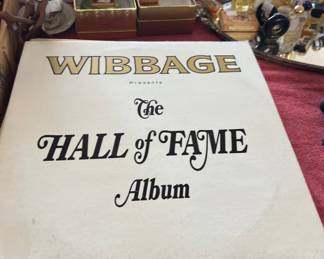 WIBBAGE
Presents
The
HALL of FAME
Album